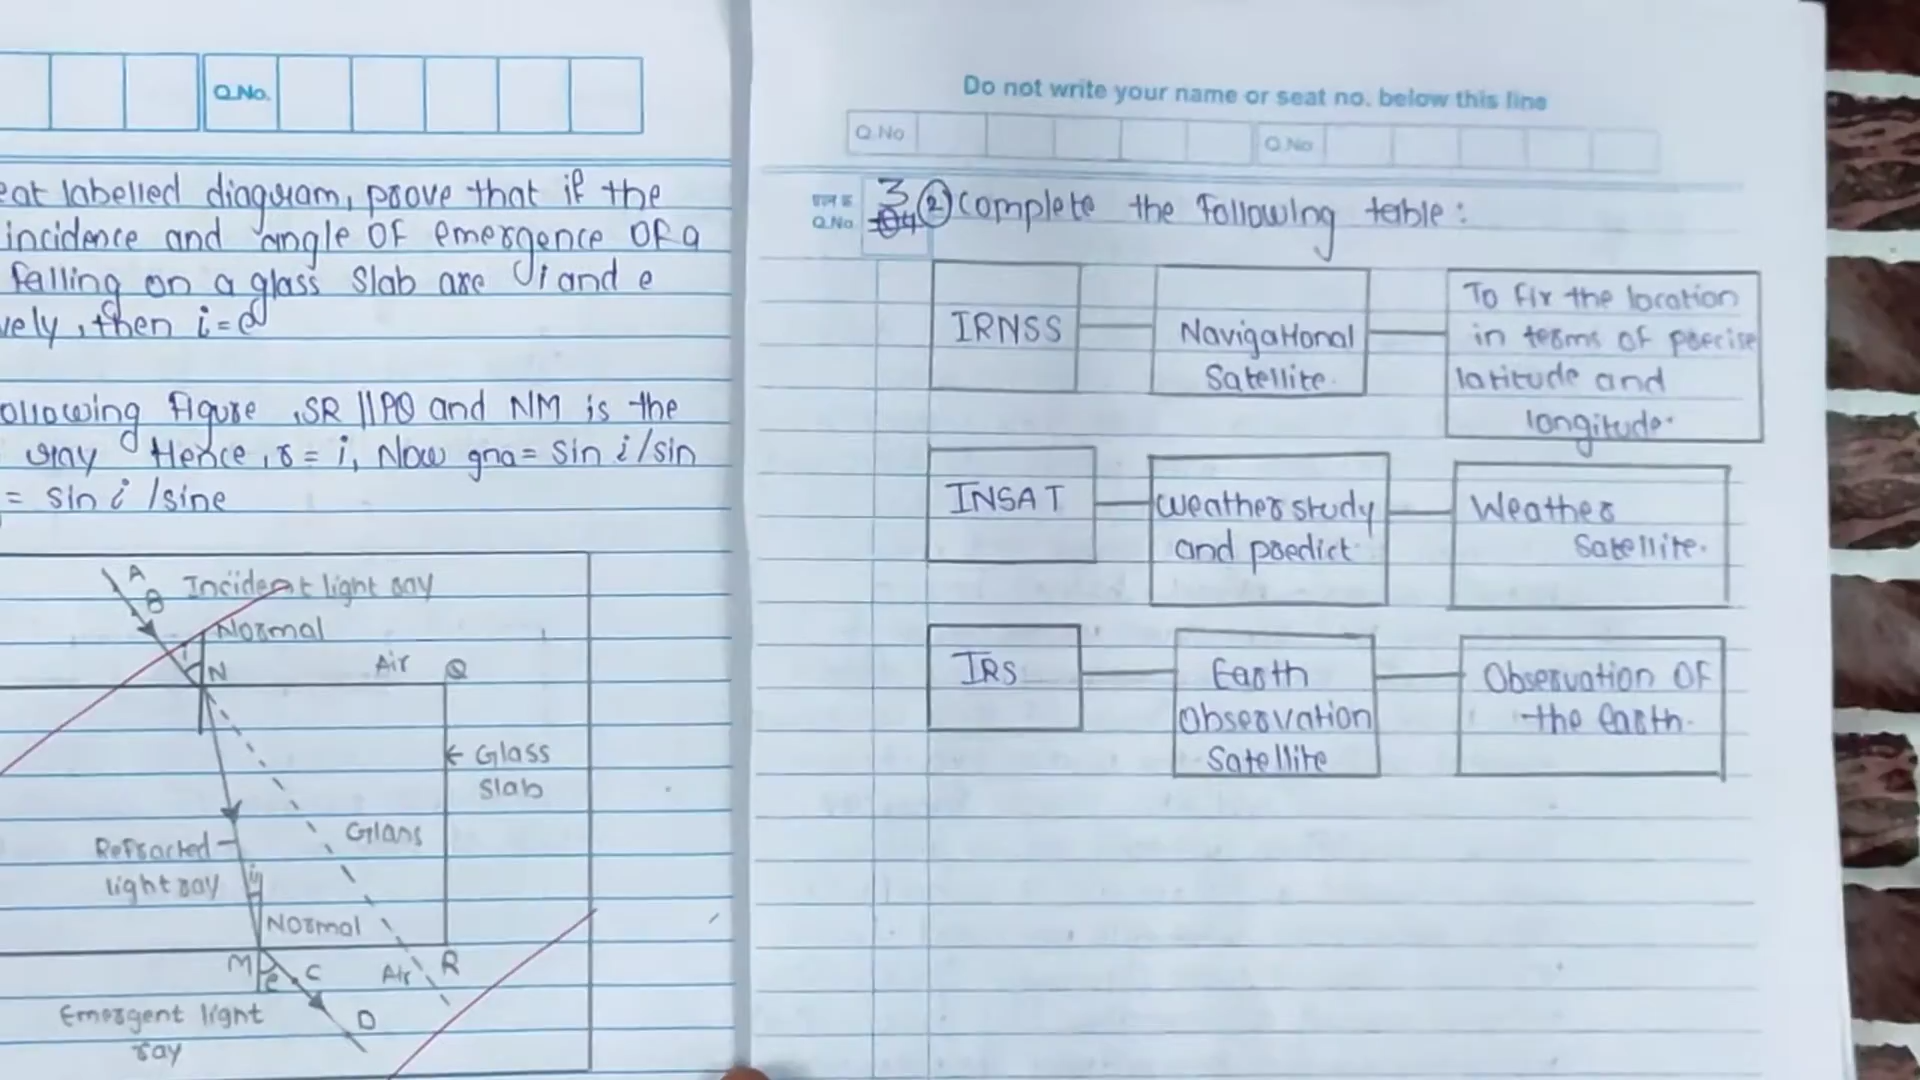 Q.No.
eat labelled diagram, prove that if the
incidence and angle of emergence of a
falling on a glass slab are i and e
vely, then i = e
ollowing figure, SR || PQ and NM is the
ray Hence, r = i, Now gna = sin i/sin
= sin i /sine
A
B
Incident light ray
Normal
i
N
Air
Q
Glass
slab
Glass
Refracted
light ray
Normal
M
e
C
Air
R
Emergent light
ray
D
Do not write your name or seat no. below this line
Q.No
Q.No
Q.No.
3
② Complete the following table:
IRNSS
Navigational
Satellite.
To fix the location
in terms of precise
latitude and
longitude.
INSAT
Weather study
and predict.
Weather
Satellite.
IRS
Earth
Observation
Satellite
Observation of
the earth.